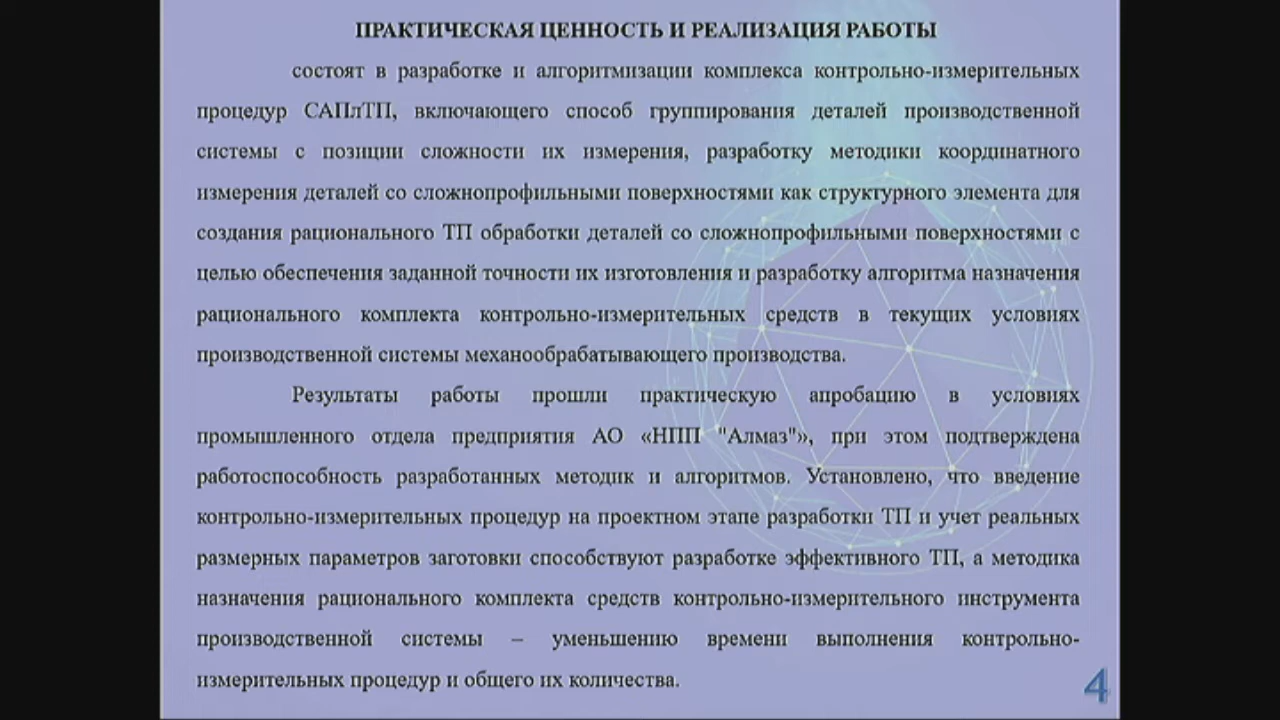 ПРАКТИЧЕСКАЯ ЦЕННОСТЬ И РЕАЛИЗАЦИЯ РАБОТЫ
состоят в разработке и алгоритмизации комплекса контрольно-измерительных
процедур САПлТП, включающего способ группирования деталей производственной
системы с позиции сложности их измерения, разработку методики координатного
измерения деталей со сложнопрофильными поверхностями как структурного элемента для
создания рационального ТП обработки деталей со сложнопрофильными поверхностями с
целью обеспечения заданной точности их изготовления и разработку алгоритма назначения
рационального комплекта контрольно-измерительных средств в текущих условиях
производственной системы механообрабатывающего производства.
Результаты работы прошли практическую апробацию в условиях
промышленного отдела предприятия АО «НПП "Алмаз"», при этом подтверждена
работоспособность разработанных методик и алгоритмов. Установлено, что введение
контрольно-измерительных процедур на проектном этапе разработки ТП и учет реальных
размерных параметров заготовки способствуют разработке эффективного ТП, а методика
назначения рационального комплекта средств контрольно-измерительного инструмента
производственной системы – уменьшению времени выполнения контрольно-
измерительных процедур и общего их количества.
4